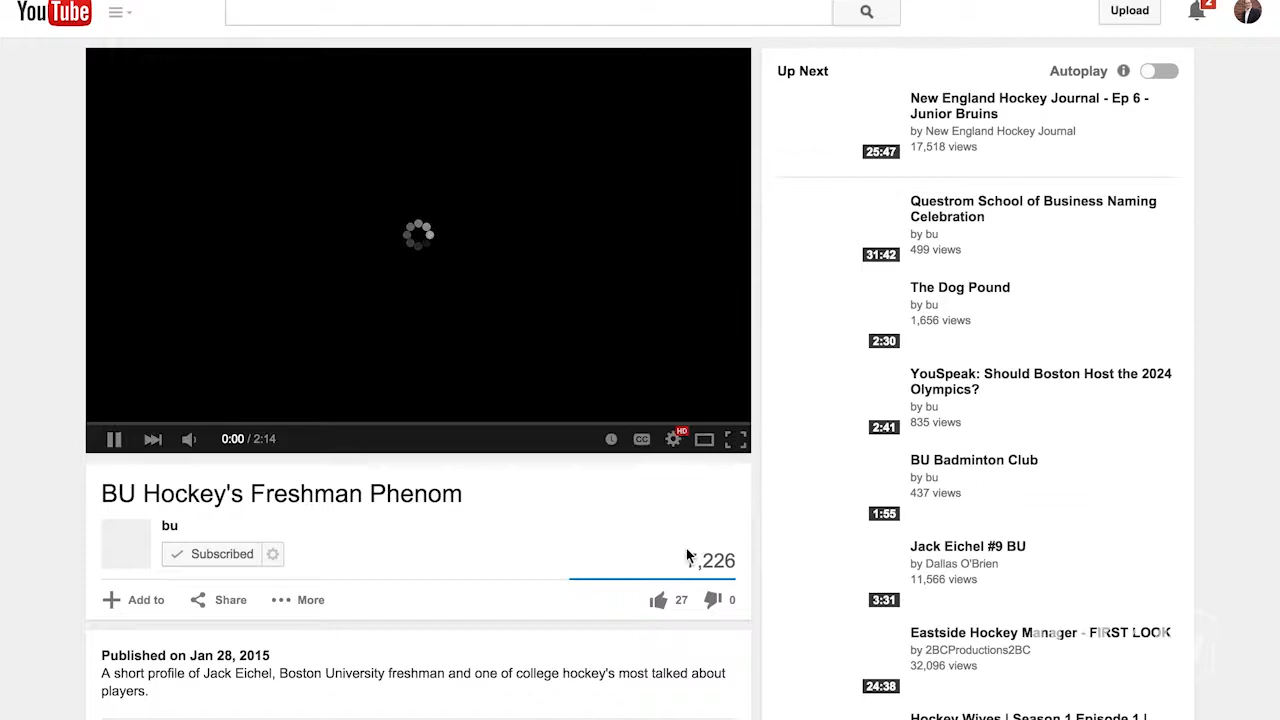 YouTube
Upload
2
Up Next
Autoplay
New England Hockey Journal - Ep 6 -
Junior Bruins
by New England Hockey Journal
17,518 views
25:47
Questrom School of Business Naming
Celebration
by bu
499 views
31:42
The Dog Pound
by bu
1,656 views
2:30
YouSpeak: Should Boston Host the 2024
Olympics?
by bu
835 views
2:41
BU Badminton Club
by bu
437 views
1:55
Jack Eichel #9 BU
by Dallas O'Brien
11,566 views
3:31
Eastside Hockey Manager - FIRST LOOK
by 2BCProductions2BC
32,096 views
24:38
Hockey Wives | Season 1 Episode 1 |
0:00 / 2:14
CC
HD
BU Hockey's Freshman Phenom
bu
Subscribed
,226
Add to
Share
More
27
0
Published on Jan 28, 2015
A short profile of Jack Eichel, Boston University freshman and one of college hockey's most talked about
players.